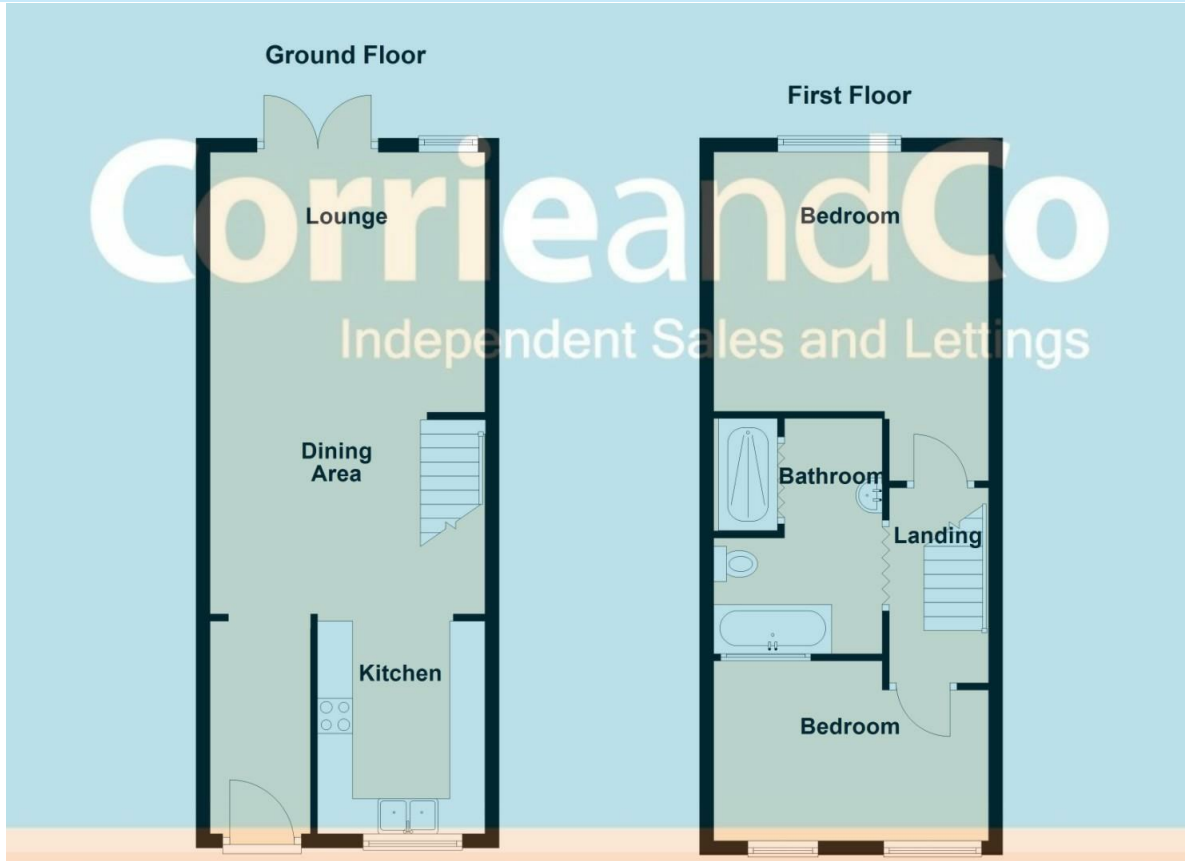 Ground Floor
First Floor
CorrieandCo
Independent Sales and Lettings
Lounge
Dining
Area
Kitchen
Bedroom
Bathroom
Landing
Bedroom